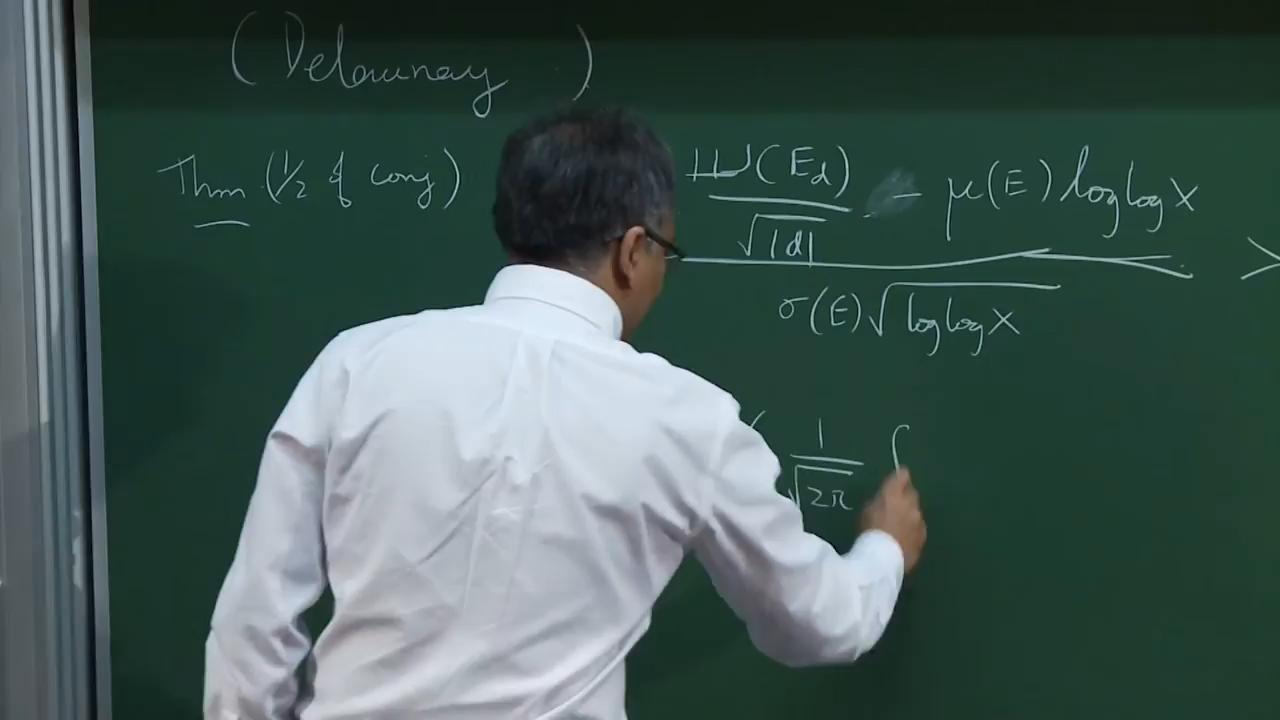 (Delaunay )
Thm (½ of conj) Ш(E_d)/√|d| - μ(E) log log X / σ(E)√log log X >
1/√2π ∫